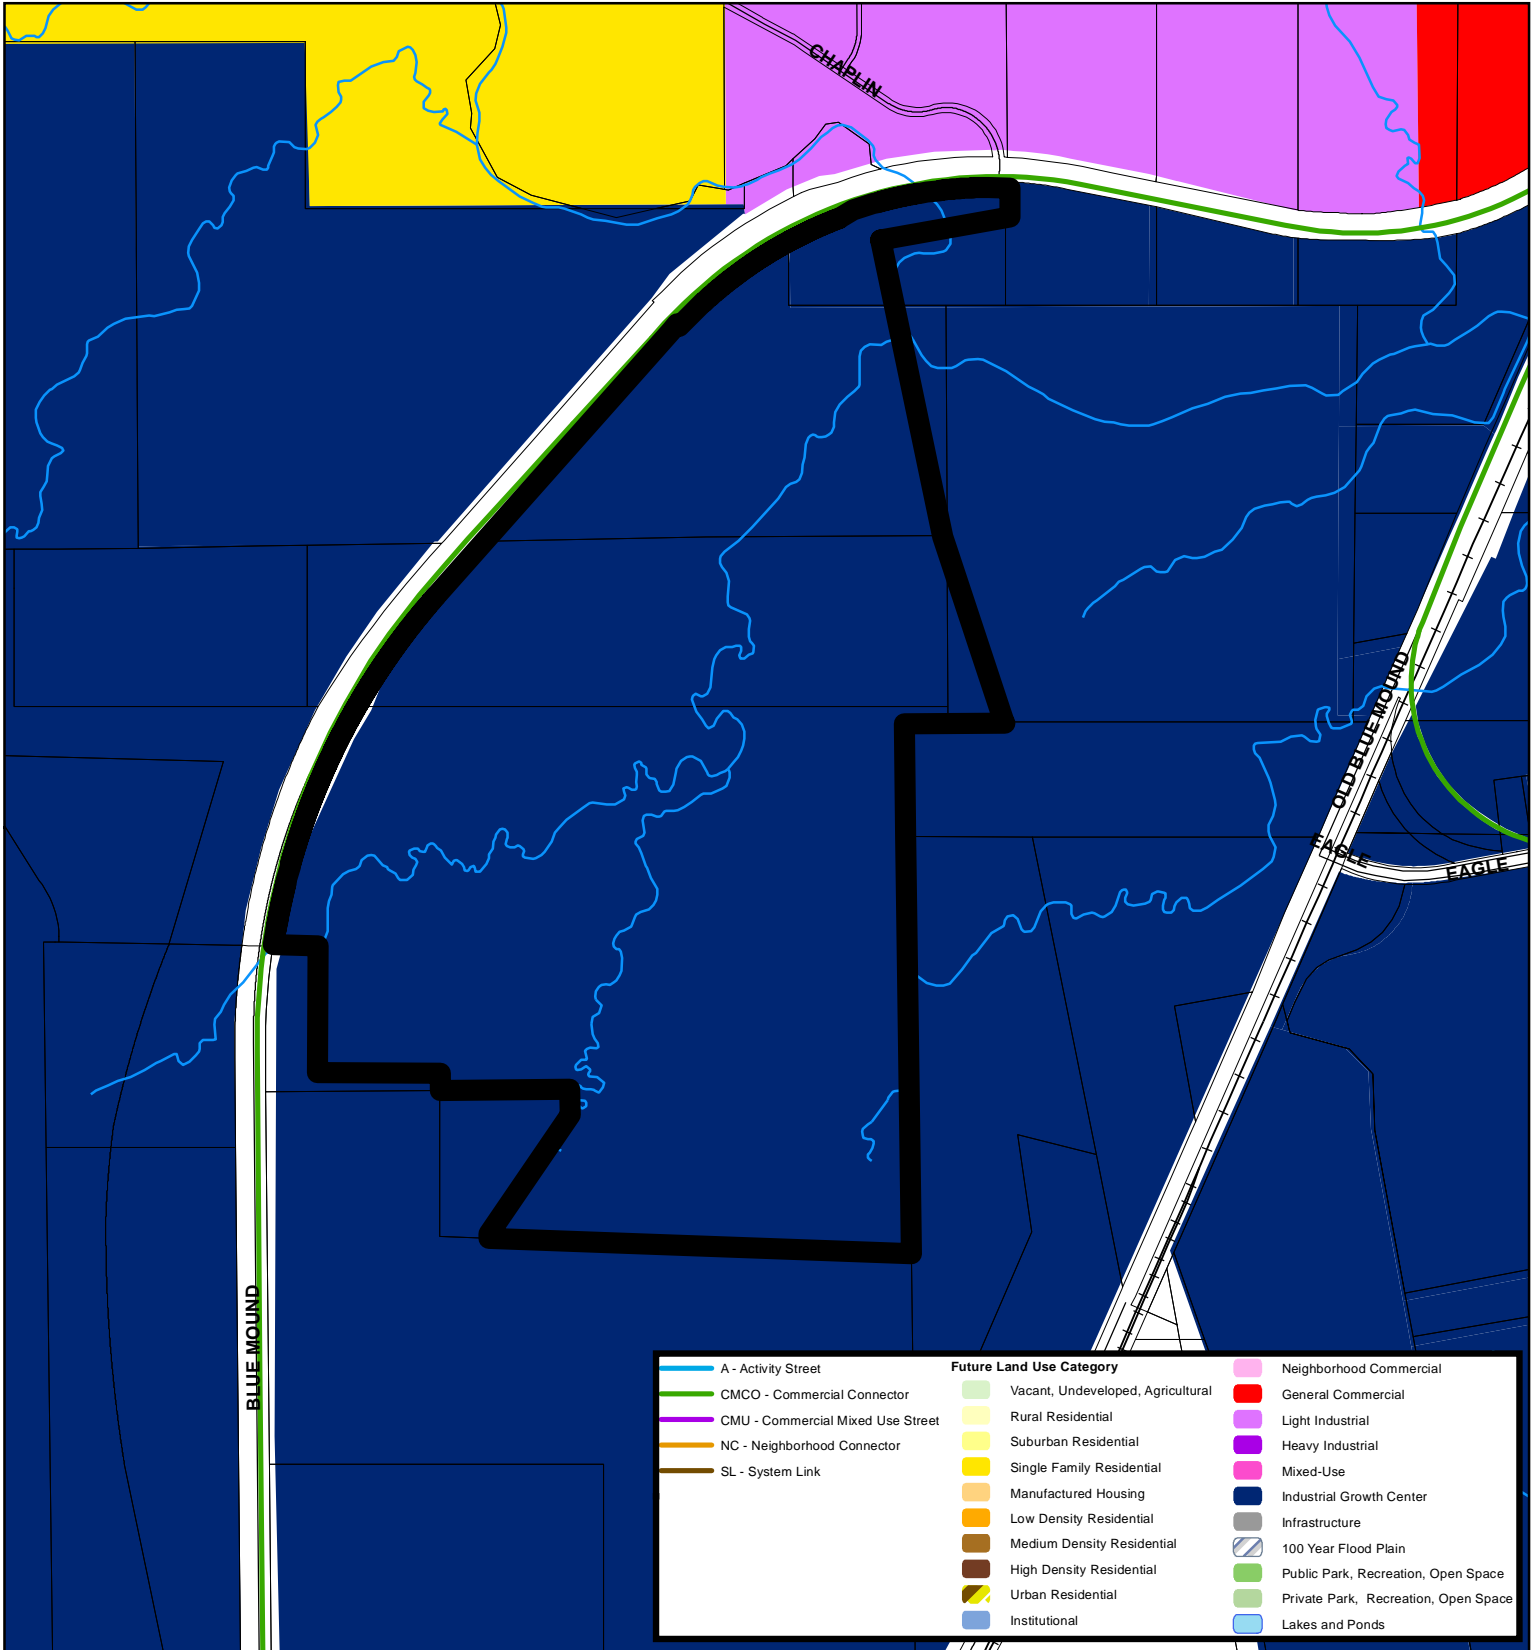 CHAPLIN
OLD BLUE MOUND
EAGLE
EAGLE
BLUE MOUND
A - Activity Street
CMCO - Commercial Connector
CMU - Commercial Mixed Use Street
NC - Neighborhood Connector
SL - System Link
Future Land Use Category
Vacant, Undeveloped, Agricultural
Rural Residential
Suburban Residential
Single Family Residential
Manufactured Housing
Low Density Residential
Medium Density Residential
High Density Residential
Urban Residential
Institutional
Neighborhood Commercial
General Commercial
Light Industrial
Heavy Industrial
Mixed-Use
Industrial Growth Center
Infrastructure
100 Year Flood Plain
Public Park, Recreation, Open Space
Private Park, Recreation, Open Space
Lakes and Ponds